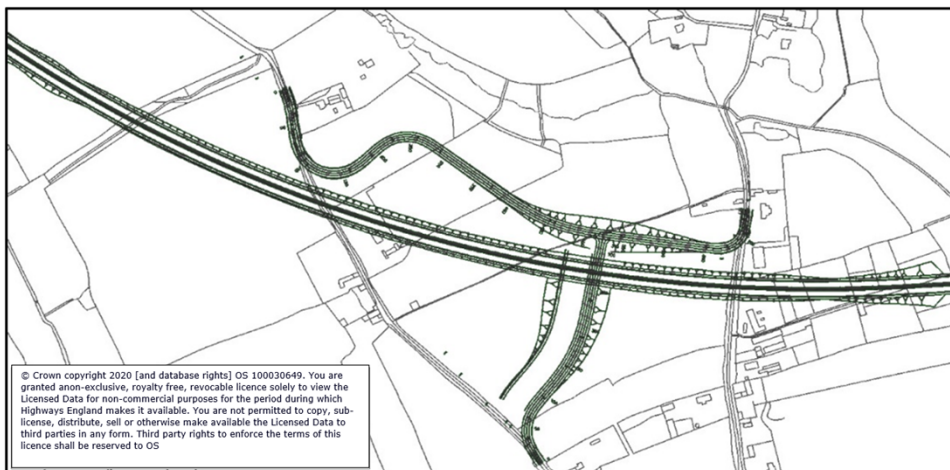 © Crown copyright 2020 [and database rights] OS 100030649. You are
granted anon-exclusive, royalty free, revocable licence solely to view the
Licensed Data for non-commercial purposes for the period during which
Highways England makes it available. You are not permitted to copy, sub-
license, distribute, sell or otherwise make available the Licensed Data to
third parties in any form. Third party rights to enforce the terms of this
licence shall be reserved to OS